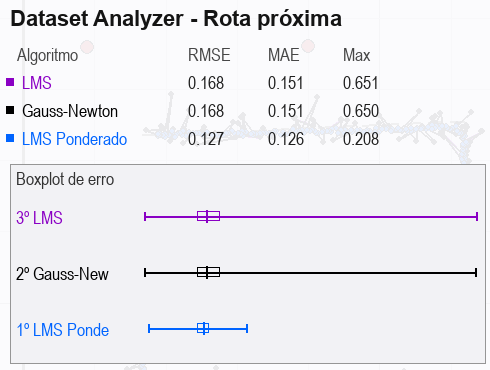 Dataset Analyzer - Rota próxima
Algoritmo RMSE MAE Max
LMS 0.168 0.151 0.651
Gauss-Newton 0.168 0.151 0.650
LMS Ponderado 0.127 0.126 0.208
Boxplot de erro
3º LMS
2º Gauss-New
1º LMS Ponde